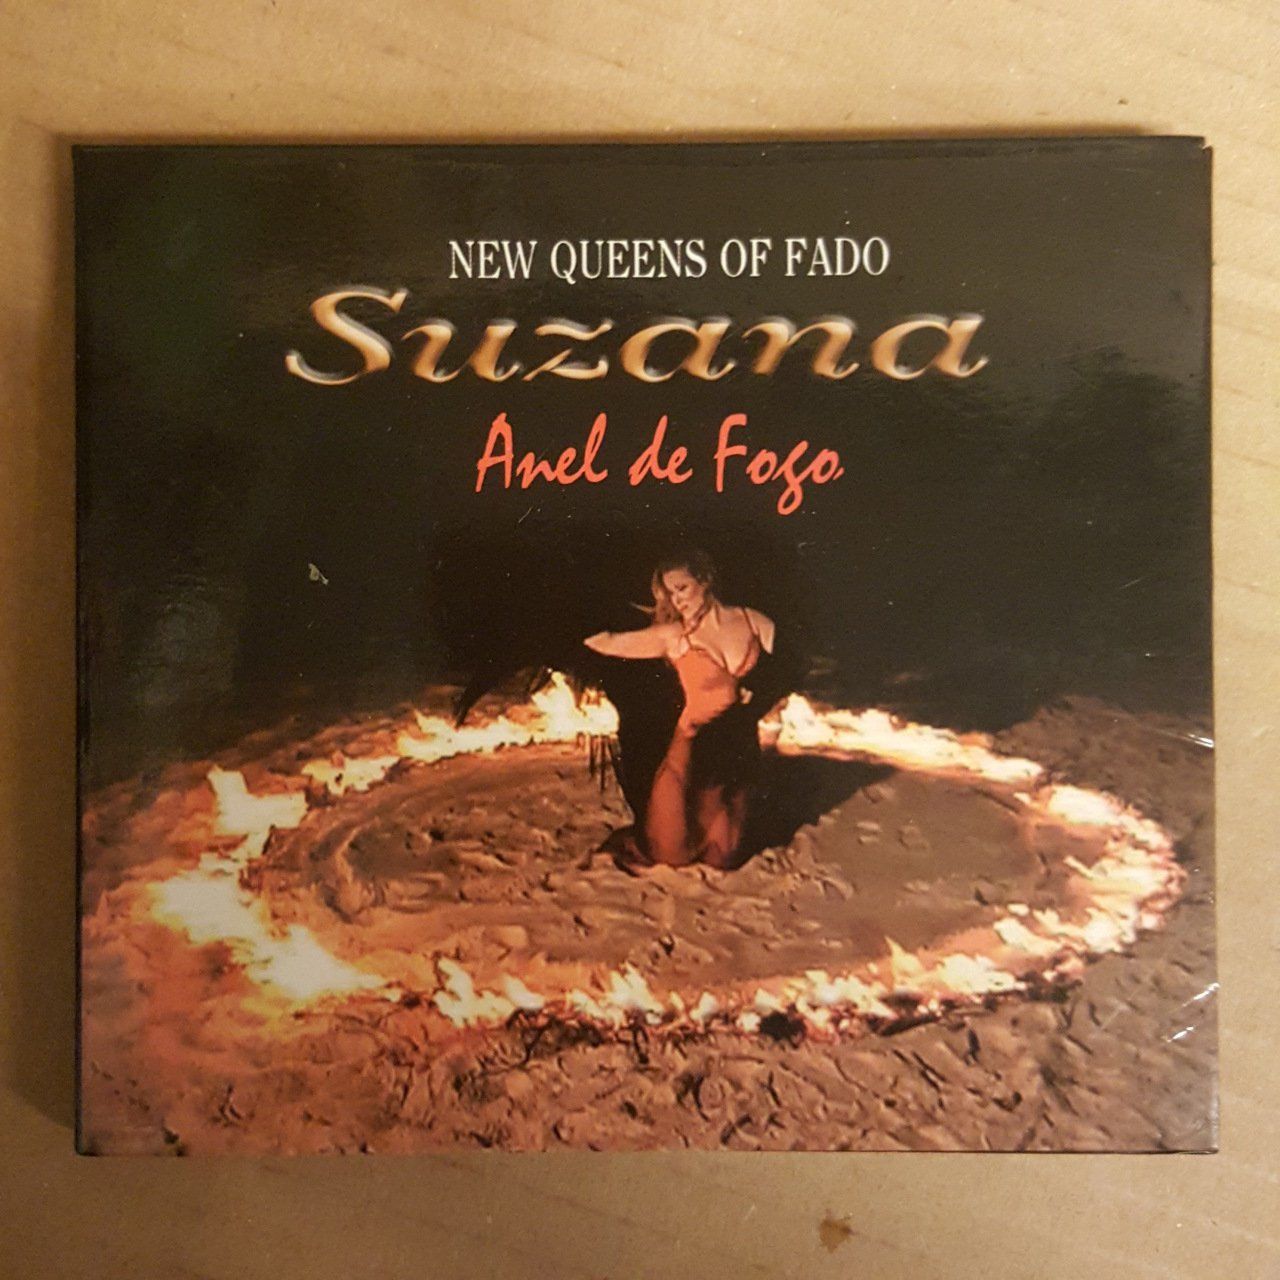 NEW QUEENS OF FADO
Suzana
Anel de Fogo